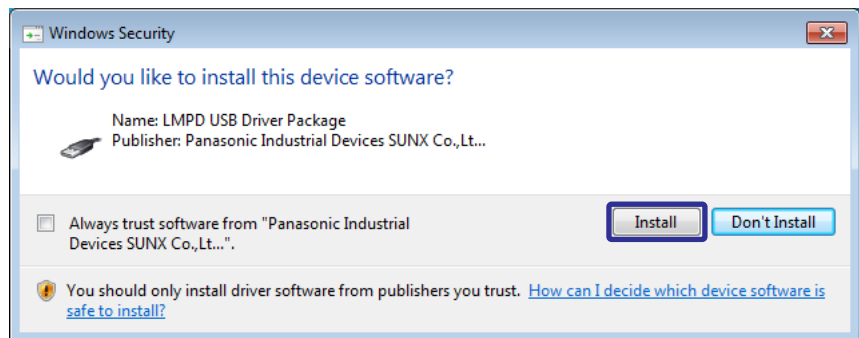 Windows Security
Would you like to install this device software?
Name: LMPD USB Driver Package
Publisher: Panasonic Industrial Devices SUNX Co.,Lt...
Always trust software from "Panasonic Industrial
Devices SUNX Co.,Lt...".
Install
Don't Install
You should only install driver software from publishers you trust. How can I decide which device software is
safe to install?